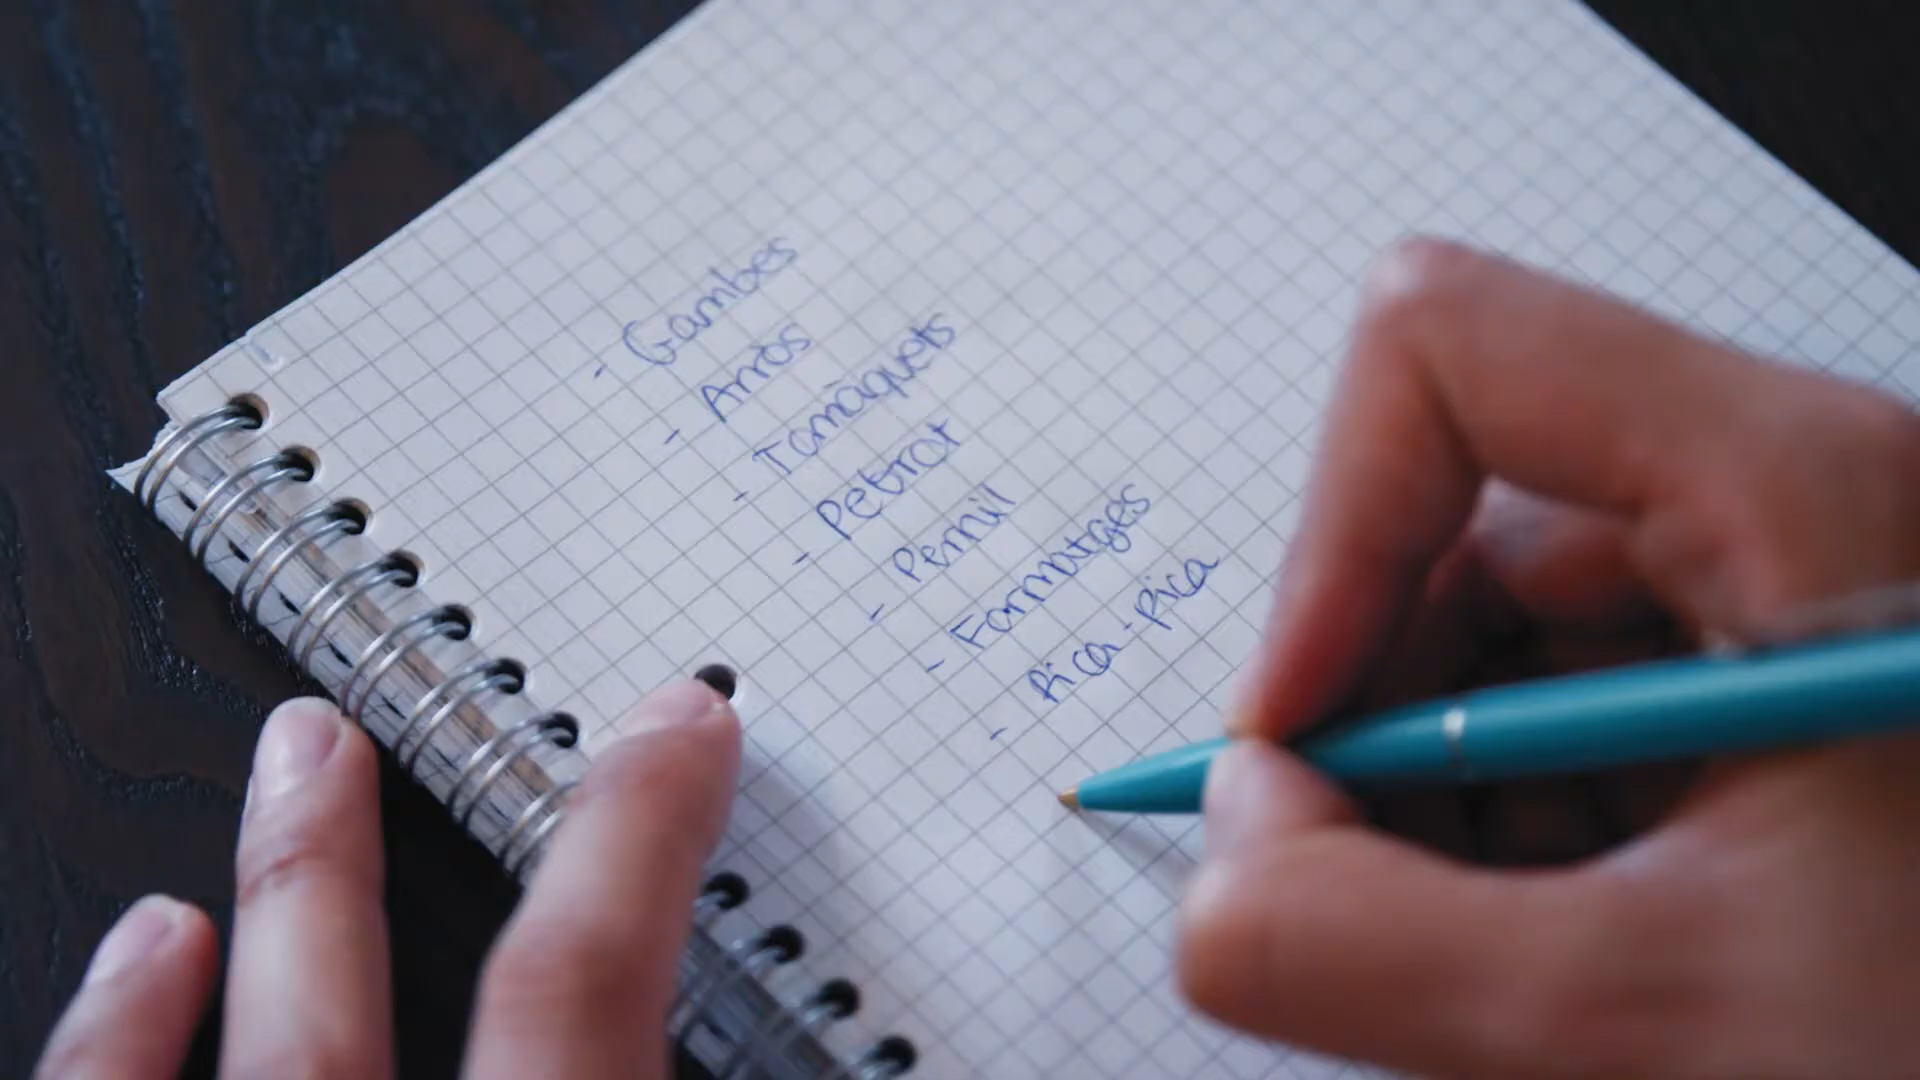 - Gambes
- Arròs
- Tomàquets
- Pebrot
- Pernil
- Formatges
- Pica-pica